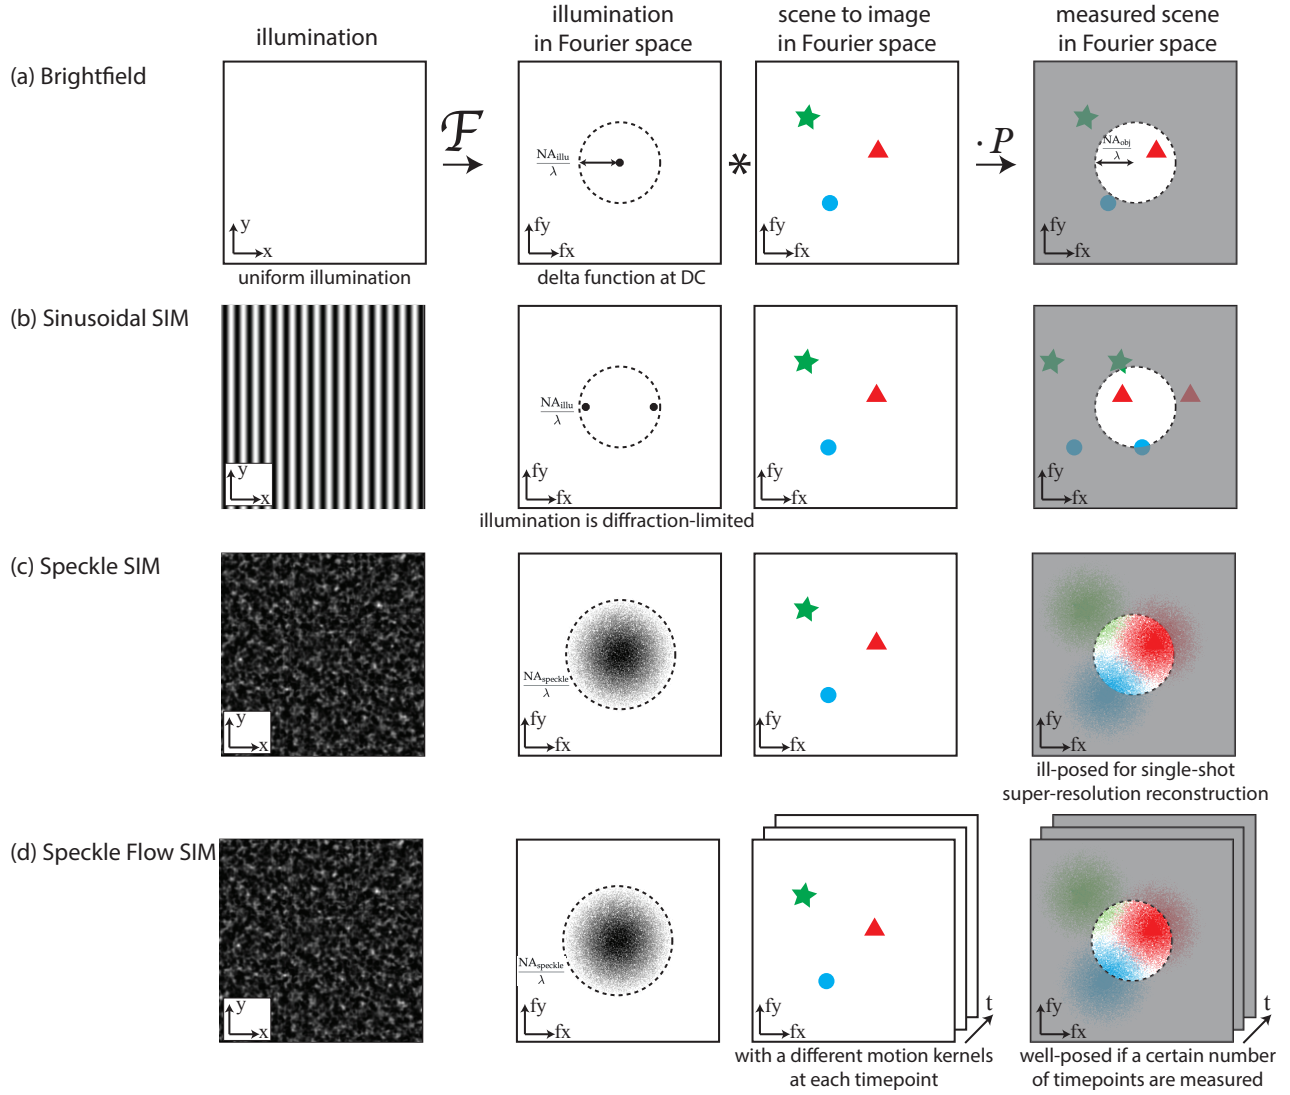 illumination
illumination
in Fourier space
scene to image
in Fourier space
measured scene
in Fourier space
(a) Brightfield
y
x
uniform illumination
ℱ
NAillu
λ
fy
fx
delta function at DC
*
fy
fx
· P
NAobj
λ
fy
fx
(b) Sinusoidal SIM
y
x
NAillu
λ
fy
fx
illumination is diffraction-limited
fy
fx
fy
fx
(c) Speckle SIM
y
x
NAspeckle
λ
fy
fx
fy
fx
fy
fx
ill-posed for single-shot
super-resolution reconstruction
(d) Speckle Flow SIM
y
x
NAspeckle
λ
fy
fx
fy
fx
t
with a different motion kernels
at each timepoint
fy
fx
t
well-posed if a certain number
of timepoints are measured